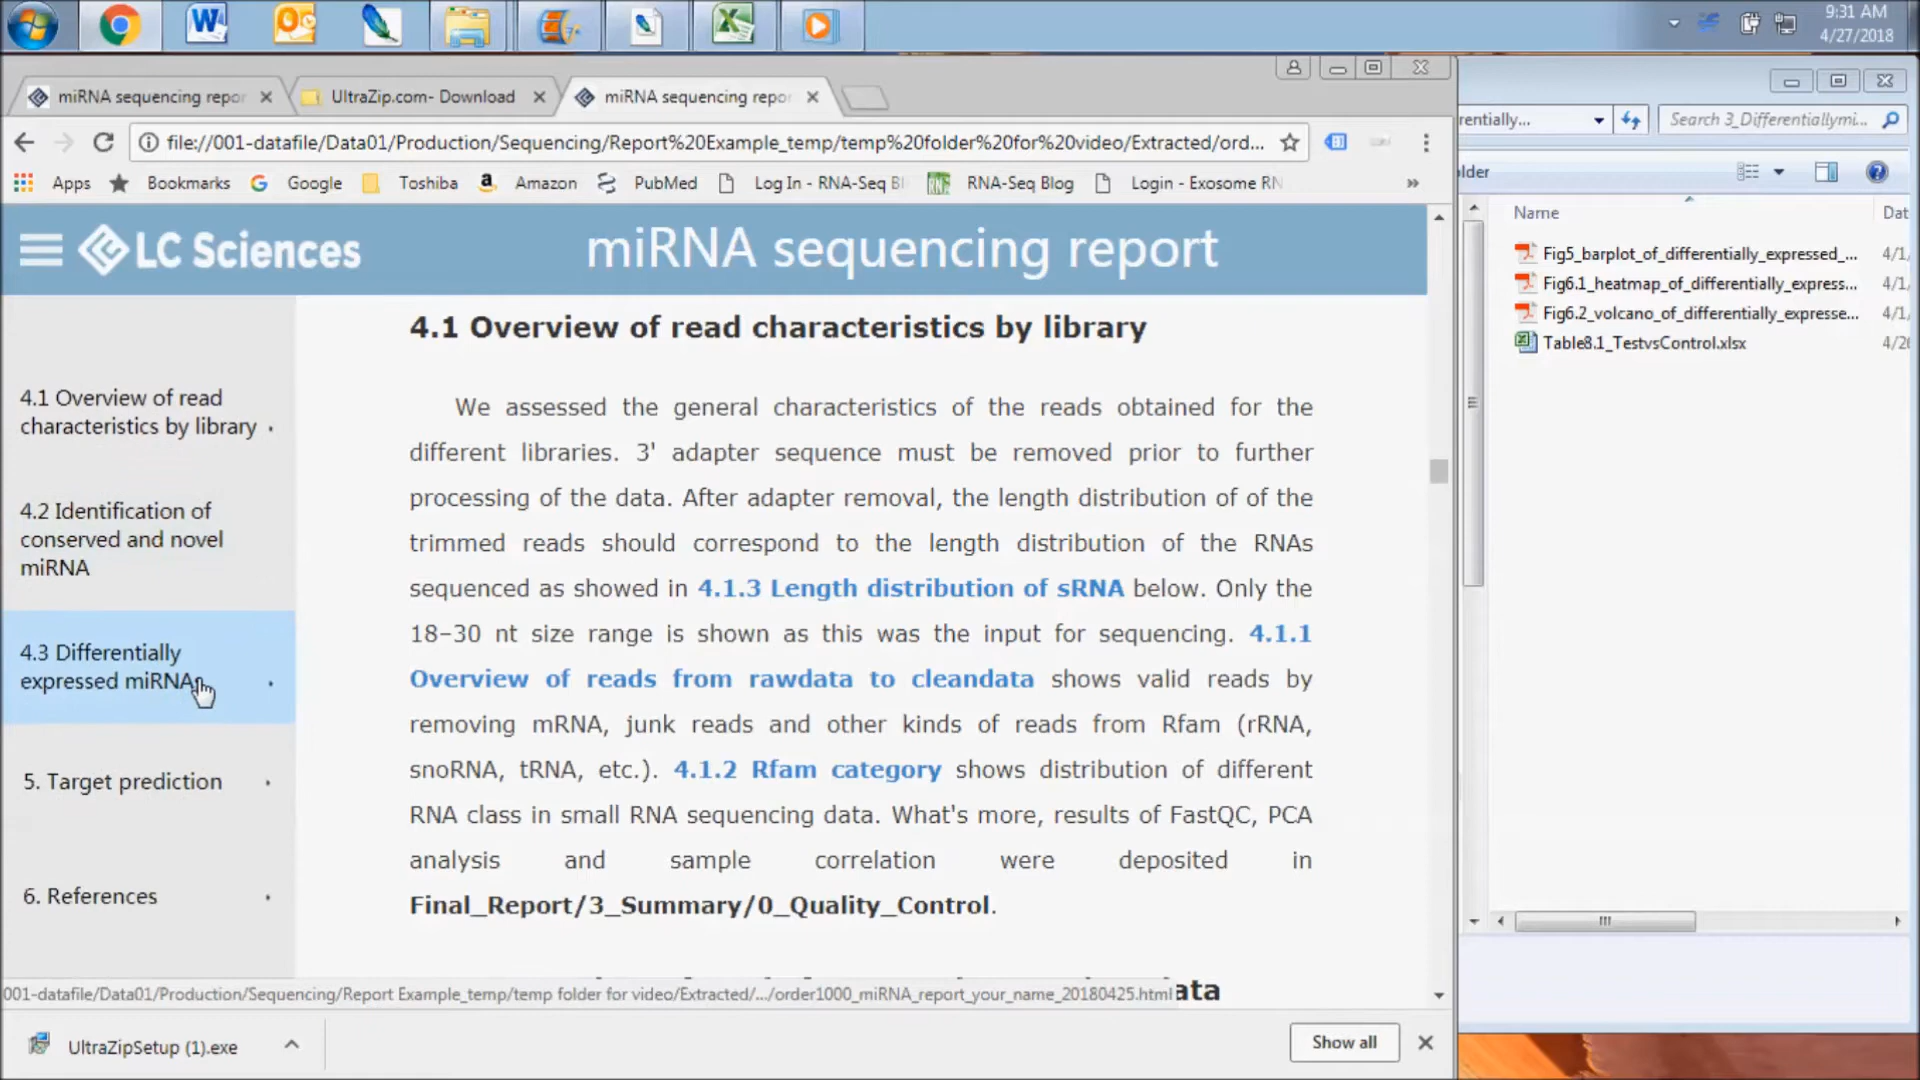 9:31 AM
4/27/2018
miRNA sequencing repor
UltraZip.com- Download
miRNA sequencing repor
file://001-datafile/Data01/Production/Sequencing/Report%20Example_temp/temp%20folder%20for%20video/Extracted/ord...
entially...
Search 3_Differentiallymi...
Apps
Bookmarks
Google
Toshiba
Amazon
PubMed
Log In - RNA-Seq Bl
RNA-Seq Blog
Login - Exosome RN
»
older
Name
Dat
LC Sciences
miRNA sequencing report
Fig5_barplot_of_differentially_expressed_...
4/1,
Fig6.1_heatmap_of_differentially_express...
4/1,
Fig6.2_volcano_of_differentially_expresse...
4/1,
Table8.1_TestvsControl.xlsx
4/26
4.1 Overview of read
characteristics by library
4.2 Identification of
conserved and novel
miRNA
4.3 Differentially
expressed miRNAs
5. Target prediction
6. References
4.1 Overview of read characteristics by library
We assessed the general characteristics of the reads obtained for the
different libraries. 3' adapter sequence must be removed prior to further
processing of the data. After adapter removal, the length distribution of of the
trimmed reads should correspond to the length distribution of the RNAs
sequenced as showed in 4.1.3 Length distribution of sRNA below. Only the
18–30 nt size range is shown as this was the input for sequencing. 4.1.1
Overview of reads from rawdata to cleandata shows valid reads by
removing mRNA, junk reads and other kinds of reads from Rfam (rRNA,
snoRNA, tRNA, etc.). 4.1.2 Rfam category shows distribution of different
RNA class in small RNA sequencing data. What's more, results of FastQC, PCA
analysis and sample correlation were deposited in
Final_Report/3_Summary/0_Quality_Control.
ata
001-datafile/Data01/Production/Sequencing/Report Example_temp/temp folder for video/Extracted/.../order1000_miRNA_report_your_name_20180425.html
UltraZipSetup (1).exe
Show all